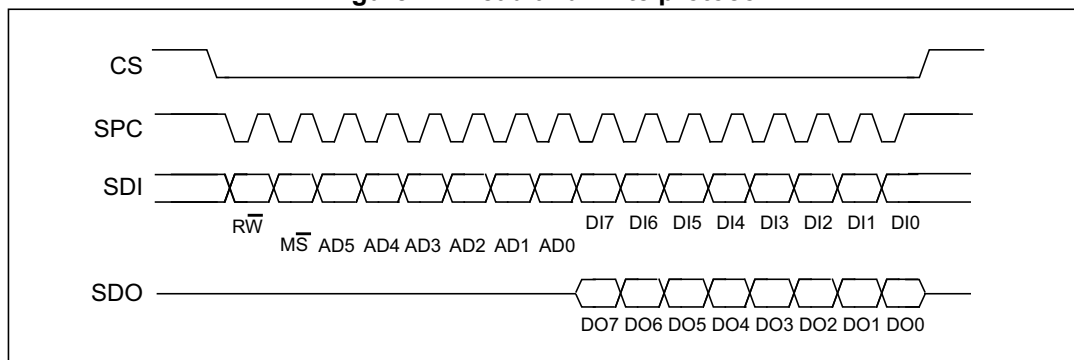 CS
SPC
SDI
RW
DI7 DI6 DI5 DI4 DI3 DI2 DI1 DI0
MS AD5 AD4 AD3 AD2 AD1 AD0
SDO
DO7 DO6 DO5 DO4 DO3 DO2 DO1 DO0